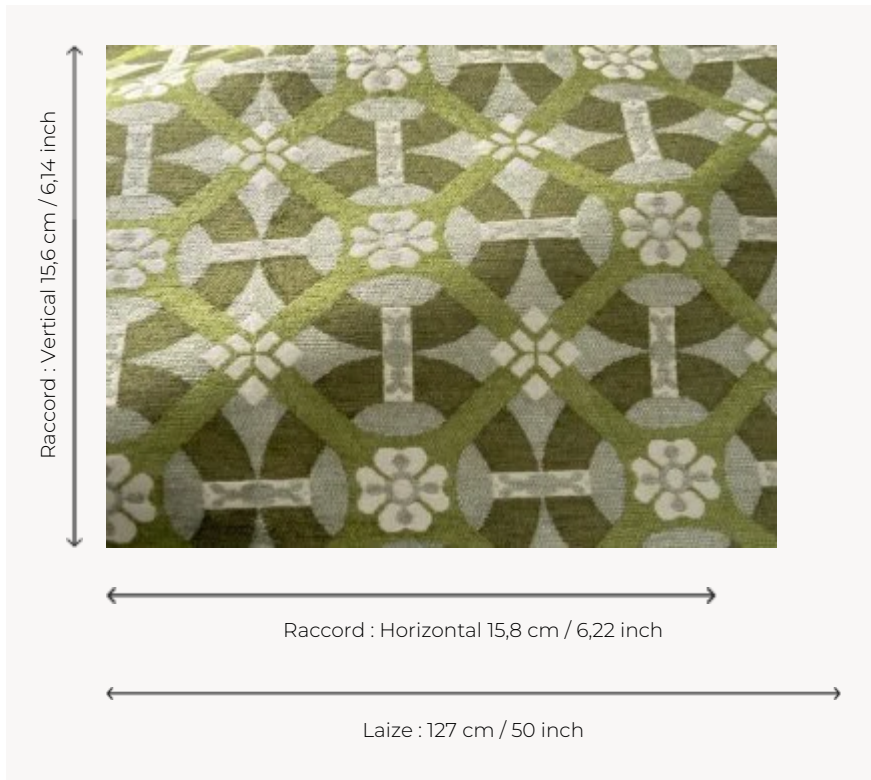 Raccord : Vertical 15,6 cm / 6,14 inch
Raccord : Horizontal 15,8 cm / 6,22 inch
Laize : 127 cm / 50 inch